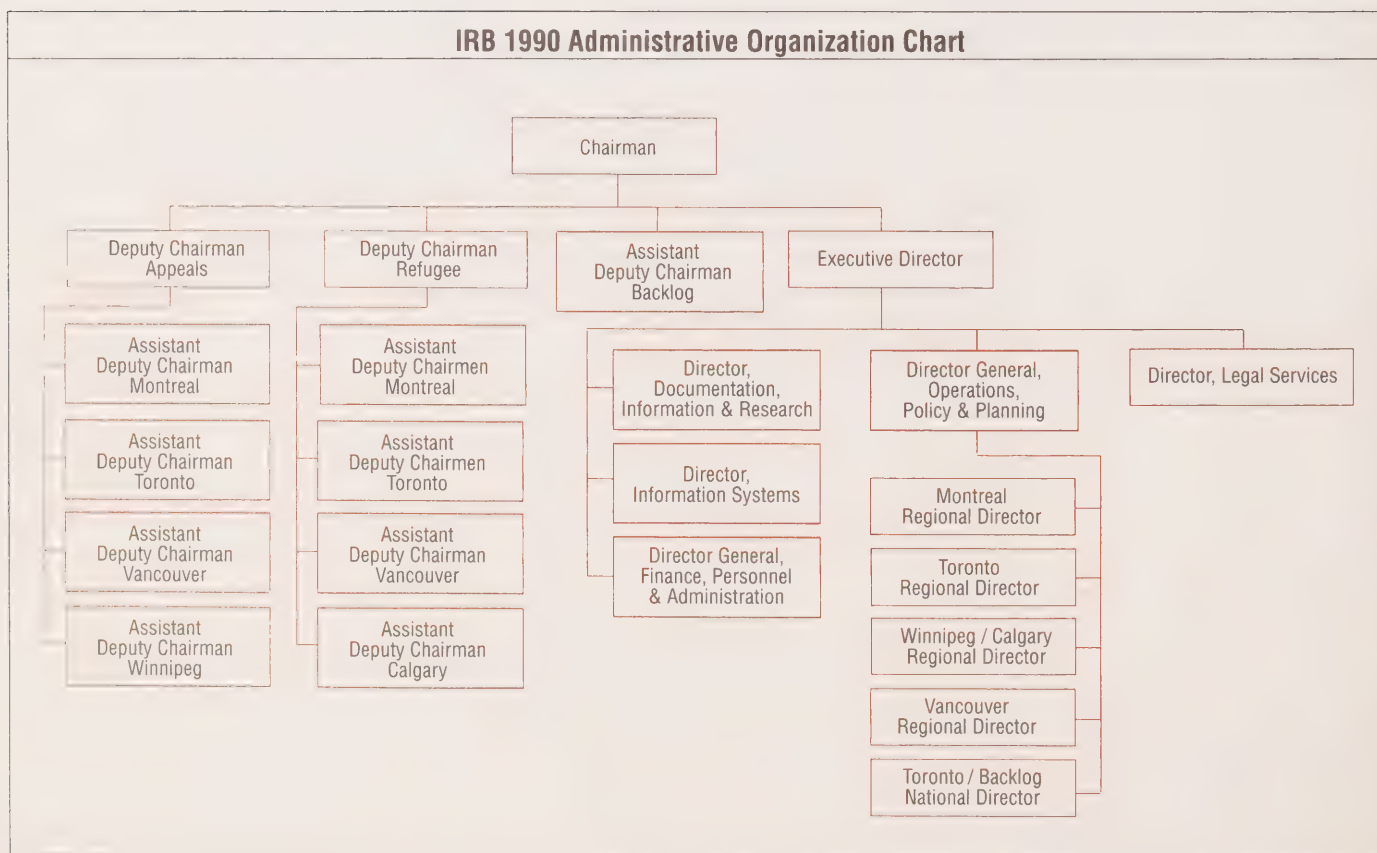 IRB 1990 Administrative Organization Chart
Chairman
Deputy Chairman
Appeals
Deputy Chairman
Refugee
Assistant
Deputy Chairman
Backlog
Executive Director
Assistant
Deputy Chairman
Montreal
Assistant
Deputy Chairman
Toronto
Assistant
Deputy Chairman
Vancouver
Assistant
Deputy Chairman
Winnipeg
Assistant
Deputy Chairmen
Montreal
Assistant
Deputy Chairmen
Toronto
Assistant
Deputy Chairman
Vancouver
Assistant
Deputy Chairman
Calgary
Director,
Documentation,
Information & Research
Director,
Information Systems
Director General,
Finance, Personnel
& Administration
Director General,
Operations,
Policy & Planning
Montreal
Regional Director
Toronto
Regional Director
Winnipeg / Calgary
Regional Director
Vancouver
Regional Director
Toronto / Backlog
National Director
Director, Legal Services